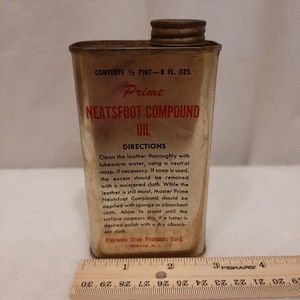 CONTENTS ½ PINT—8 FL. OZS.
Prime
NEATSFOOT COMPOUND
OIL
DIRECTIONS
Clean the leather thoroughly with
lukewarm water, using a neutral
soap, if necessary. If soap is used,
the excess should be removed
with a moistened cloth. While the
leather is still moist, Master Prime
Neatsfoot Compound should be
applied with sponge or absorbent
cloth. Allow to stand until the
surface appears dry. If a luster is
desired polish with a dry absorb-
ent cloth
Shoe Products Corp.
1 2 3 4
FISKARS